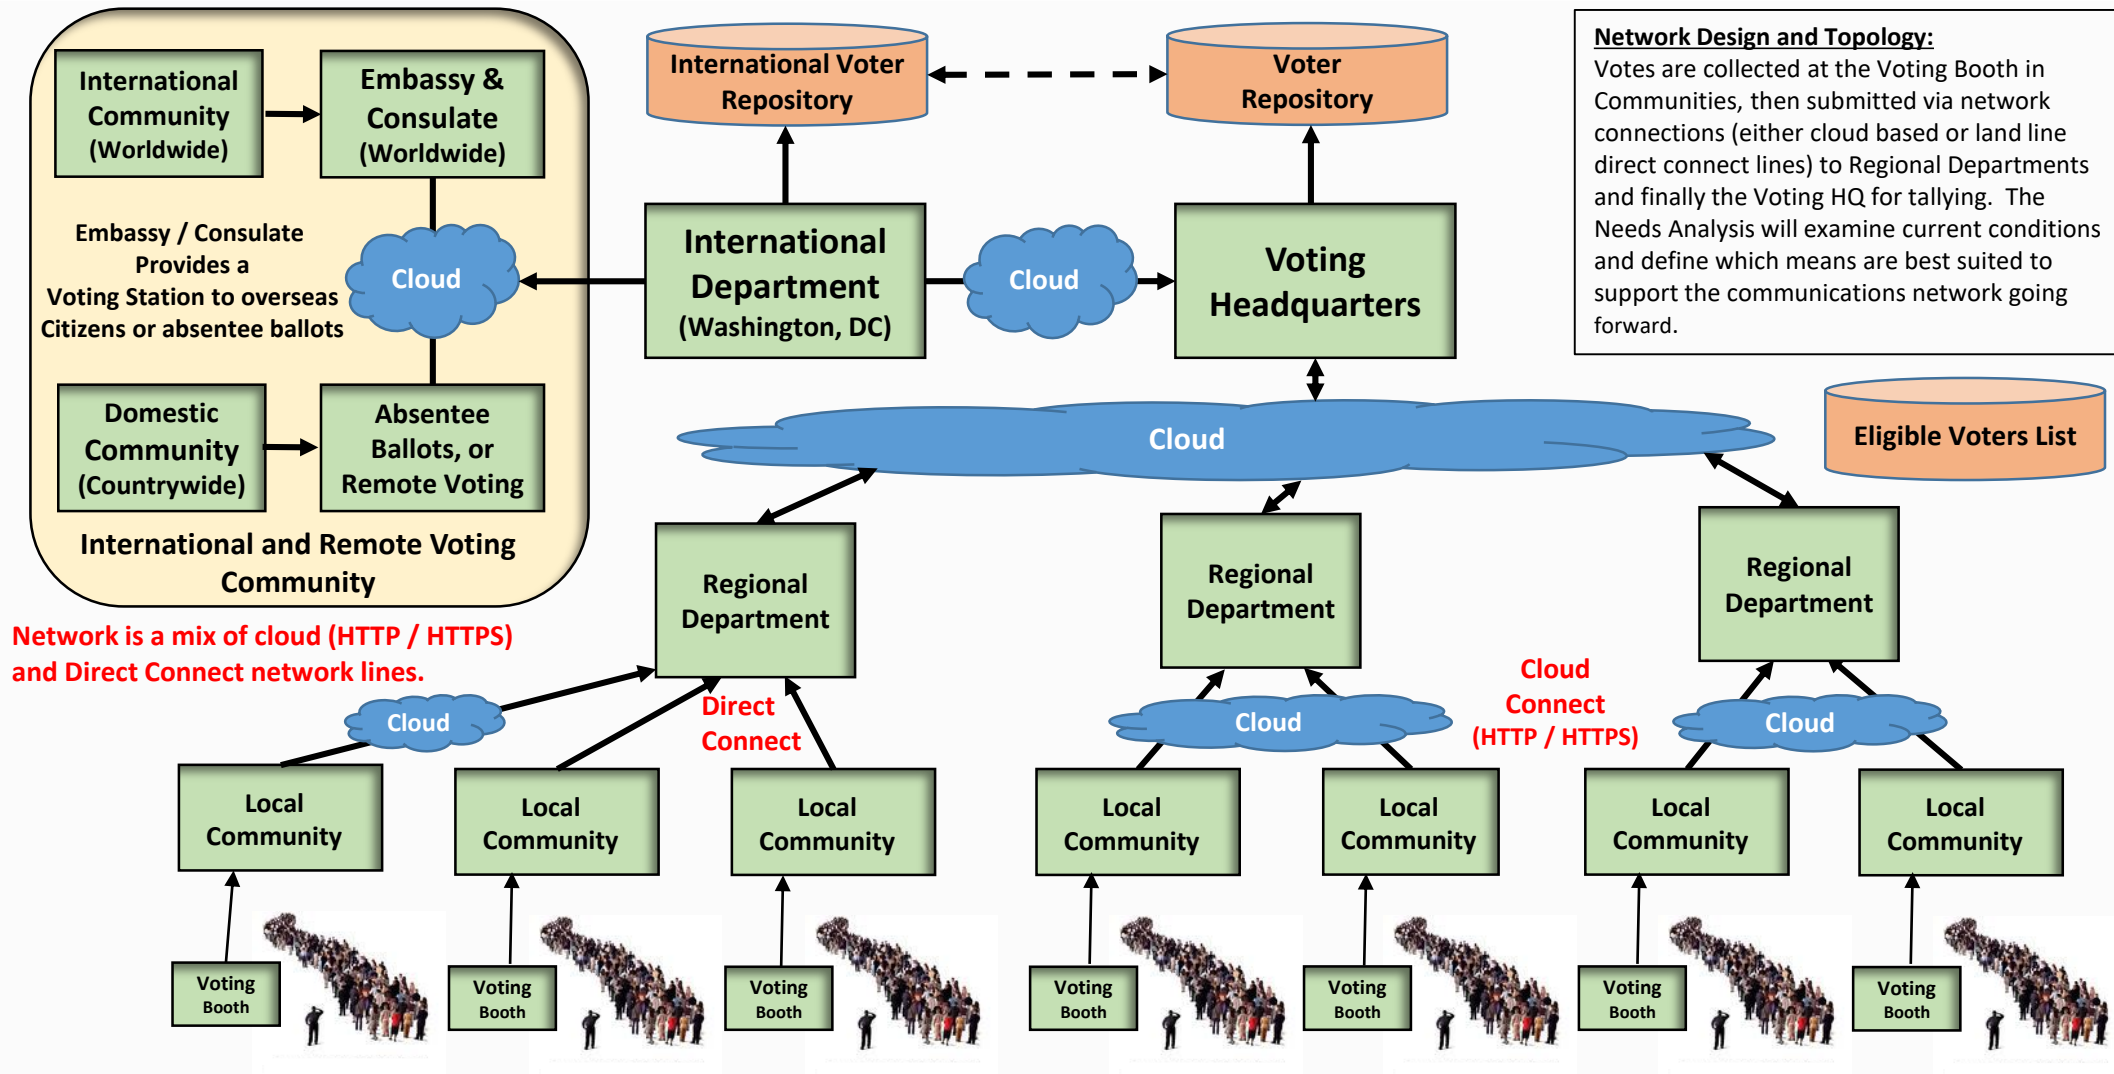 International
Community
(Worldwide)
Embassy &
Consulate
(Worldwide)
Embassy / Consulate
Provides a
Voting Station to overseas
Citizens or absentee ballots
Cloud
Domestic
Community
(Countrywide)
Absentee
Ballots, or
Remote Voting
International and Remote Voting
Community
International Voter
Repository
Voter
Repository
International
Department
(Washington, DC)
Cloud
Voting
Headquarters
Network Design and Topology:
Votes are collected at the Voting Booth in
Communities, then submitted via network
connections (either cloud based or land line
direct connect lines) to Regional Departments
and finally the Voting HQ for tallying. The
Needs Analysis will examine current conditions
and define which means are best suited to
support the communications network going
forward.
Eligible Voters List
Cloud
Regional
Department
Regional
Department
Regional
Department
Network is a mix of cloud (HTTP / HTTPS)
and Direct Connect network lines.
Cloud
Direct
Connect
Cloud
Cloud
Connect
(HTTP / HTTPS)
Cloud
Local
Community
Local
Community
Local
Community
Local
Community
Local
Community
Local
Community
Local
Community
Voting
Booth
Voting
Booth
Voting
Booth
Voting
Booth
Voting
Booth
Voting
Booth
Voting
Booth